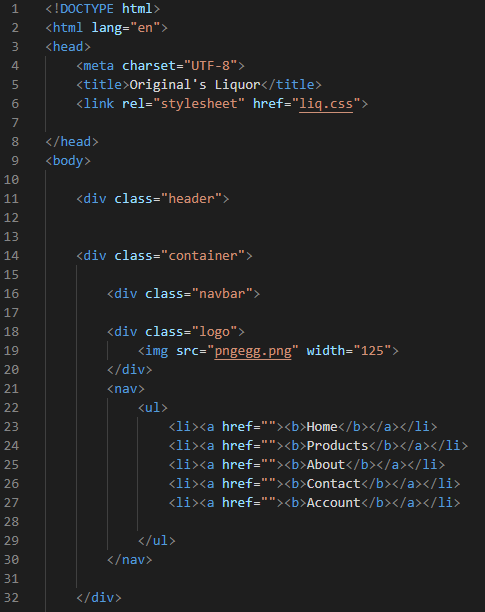 1 <!DOCTYPE html>
2 <html lang="en">
3 <head>
4 <meta charset="UTF-8">
5 <title>Original's Liquor</title>
6 <link rel="stylesheet" href="liq.css">
7
8 </head>
9 <body>
10
11 <div class="header">
12
13
14 <div class="container">
15
16 <div class="navbar">
17
18 <div class="logo">
19 <img src="pngegg.png" width="125">
20 </div>
21 <nav>
22 <ul>
23 <li><a href=""><b>Home</b></a></li>
24 <li><a href=""><b>Products</b></a></li>
25 <li><a href=""><b>About</b></a></li>
26 <li><a href=""><b>Contact</b></a></li>
27 <li><a href=""><b>Account</b></a></li>
28
29 </ul>
30 </nav>
31
32 </div>